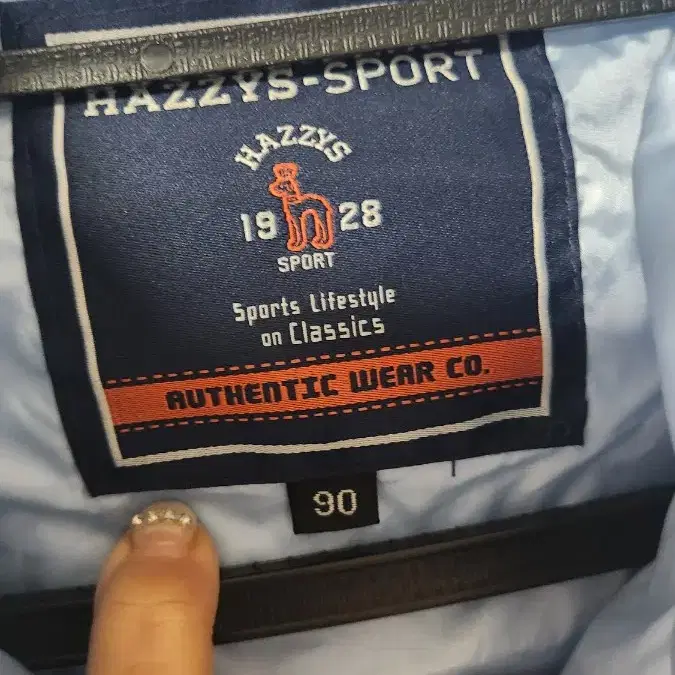 HAZZYS-SPORT
HAZZYS
19 28
SPORT
Sports Lifestyle
on Classics
AUTHENTIC WEAR CO.
90